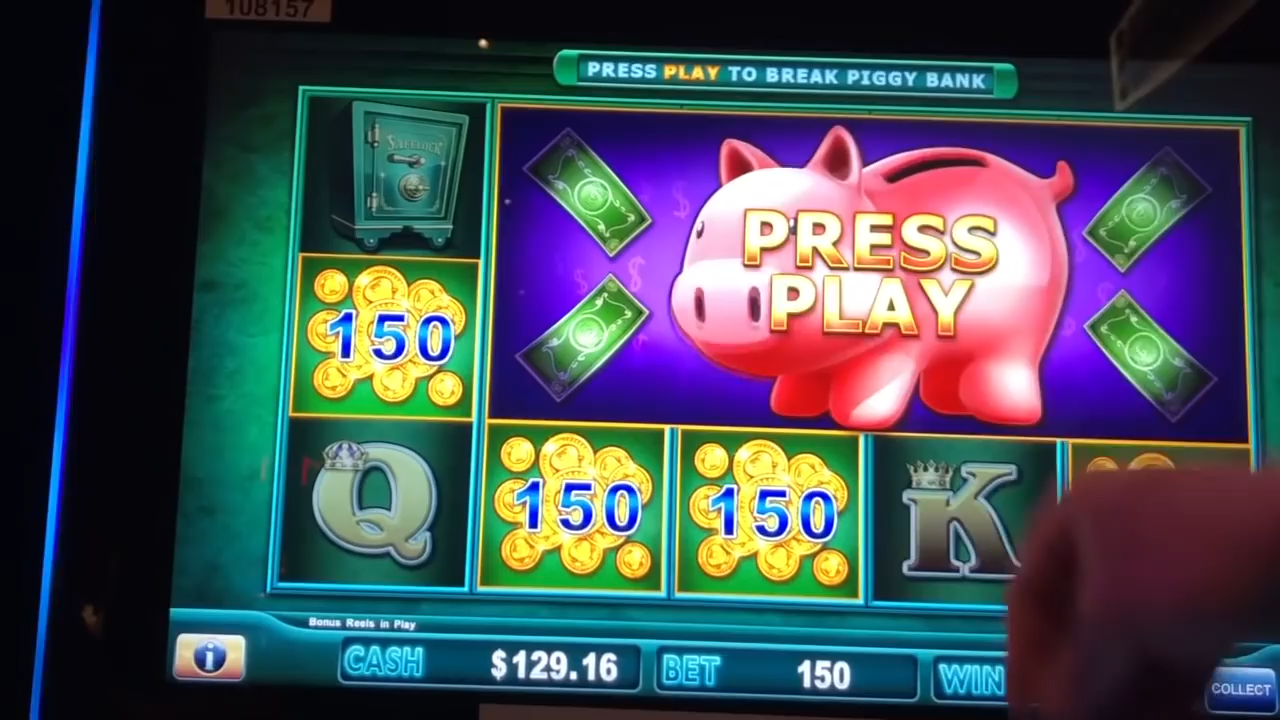 108157
PRESS PLAY TO BREAK PIGGY BANK
SAFELOCK
PRESS
PLAY
150
Q
150
150
K
Bonus Reels in Play
i
CASH $129.16
BET 150
WIN
COLLECT